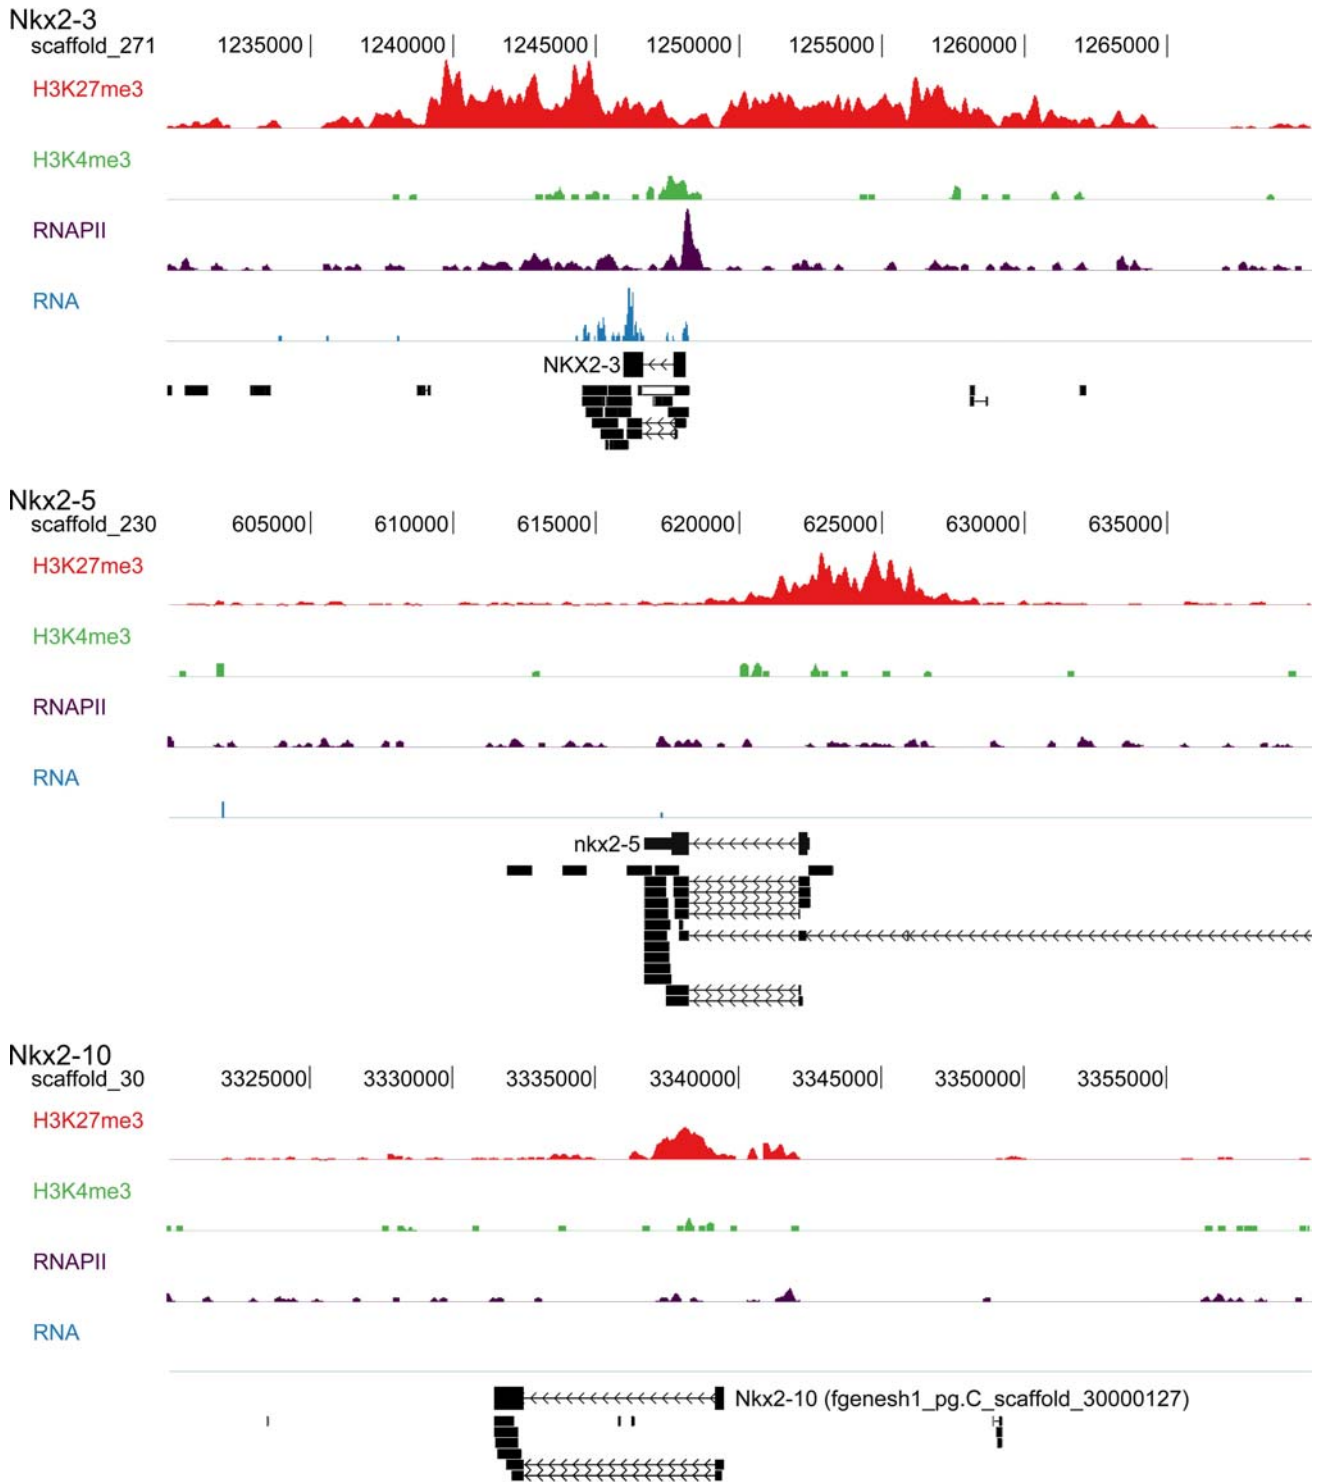 Nkx2-3
scaffold_271 1235000 1240000 1245000 1250000 1255000 1260000 1265000
H3K27me3
H3K4me3
RNAPII
RNA
NKX2-3
Nkx2-5
scaffold_230 605000 610000 615000 620000 625000 630000 635000
H3K27me3
H3K4me3
RNAPII
RNA
nkx2-5
Nkx2-10
scaffold_30 3325000 3330000 3335000 3340000 3345000 3350000 3355000
H3K27me3
H3K4me3
RNAPII
RNA
Nkx2-10 (fgenesh1_pg.C_scaffold_30000127)